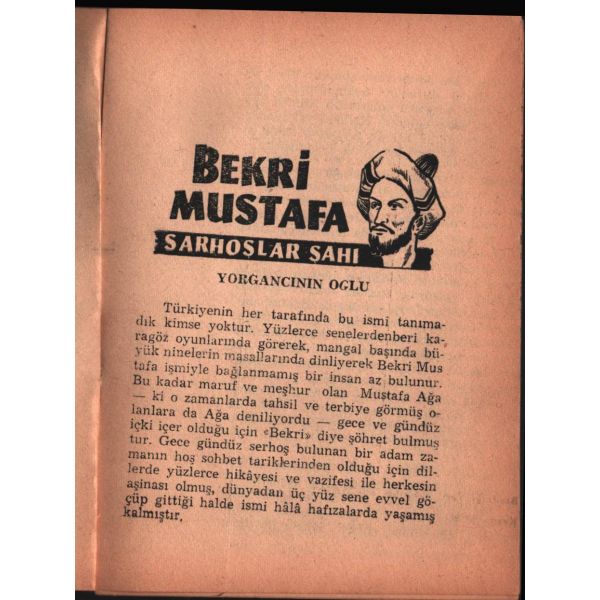 BEKRİ
MUSTAFA
SARHOŞLAR ŞAHI
YORGANCININ OGLU
Türkiyenin her tarafında bu ismi tanıma-
dık kimse yoktur. Yüzlerce senelerdenberi ka-
ragöz oyunlarında görerek, mangal başında bü-
yük ninelerin masallarında dinliyerek Bekri Mus
tafa ismiyle bağlanmamış bir insan az bulunur.
Bu kadar maruf ve meşhur olan Mustafa Ağa
— ki o zamanlarda tahsil ve terbiye görmüş o-
lanlara da Ağa deniliyordu — gece ve gündüz
içki içer olduğu için «Bekri» diye şöhret bulmuş
tur. Gece gündüz serhoş bulunan bir adam za-
manın hoş sohbet tariklerinden olduğu için dil-
lerde yüzlerce hikâyesi ve vazifesi ile herkesin
aşinası olmuş, dünyadan üç yüz sene evvel gö-
çüp gittiği halde ismi hâlâ hafızalarda yaşamış
kalmıştır.